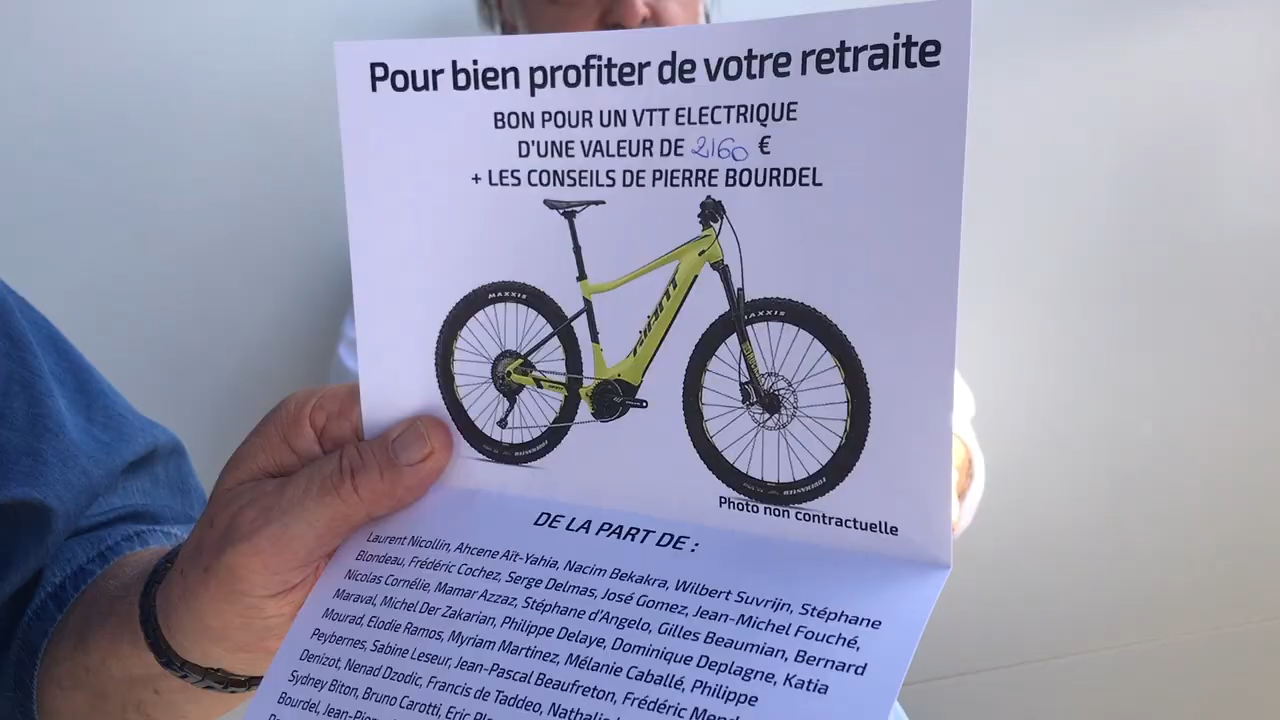 Pour bien profiter de votre retraite
BON POUR UN VTT ELECTRIQUE
D'UNE VALEUR DE 2160 €
+ LES CONSEILS DE PIERRE BOURDEL
MAXXIS
GIANT
MAXXIS
Photo non contractuelle
DE LA PART DE :
Laurent Nicollin, Ahcene Aït-Yahia, Nacim Bekakra, Wilbert Suvrijn, Stéphane
Blondeau, Frédéric Cochez, Serge Delmas, José Gomez, Jean-Michel Fouché,
Nicolas Cornélie, Mamar Azzaz, Stéphane d'Angelo, Gilles Beaumian, Bernard
Maraval, Michel Der Zakarian, Philippe Delaye, Dominique Deplagne, Katia
Mourad, Elodie Ramos, Myriam Martinez, Mélanie Caballé, Philippe
Peybernes, Sabine Leseur, Jean-Pascal Beaufreton, Frédéric
Denizot, Nenad Dzodic, Francis de Taddeo,
Sydney Biton, Bruno Carotti, Eric
Bourdel,